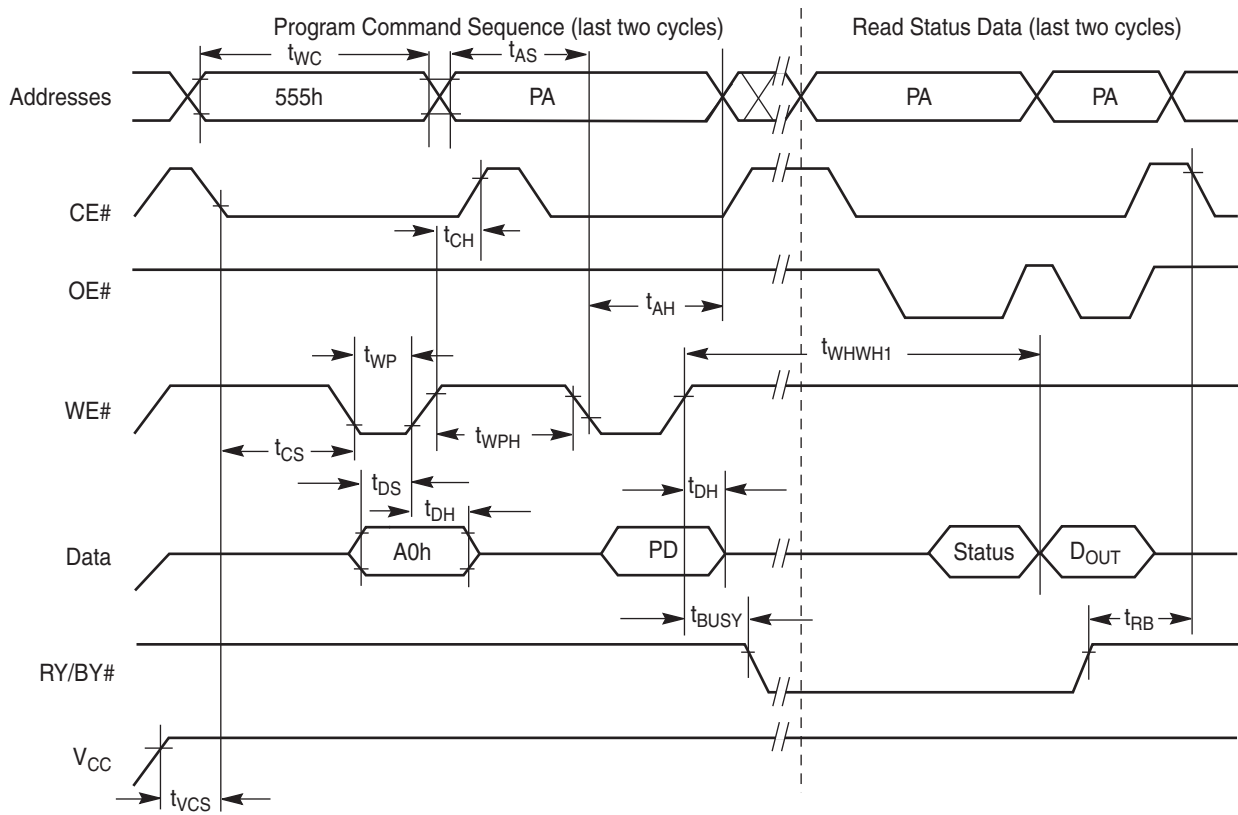 Program Command Sequence (last two cycles)
Read Status Data (last two cycles)
tWC
tAS
Addresses
555h
PA
PA
PA
CE#
tCH
OE#
tAH
tWP
tWHWH1
WE#
tCS
tWPH
tDS
tDH
tDH
Data
A0h
PD
Status
DOUT
tBUSY
tRB
RY/BY#
VCC
tVCS